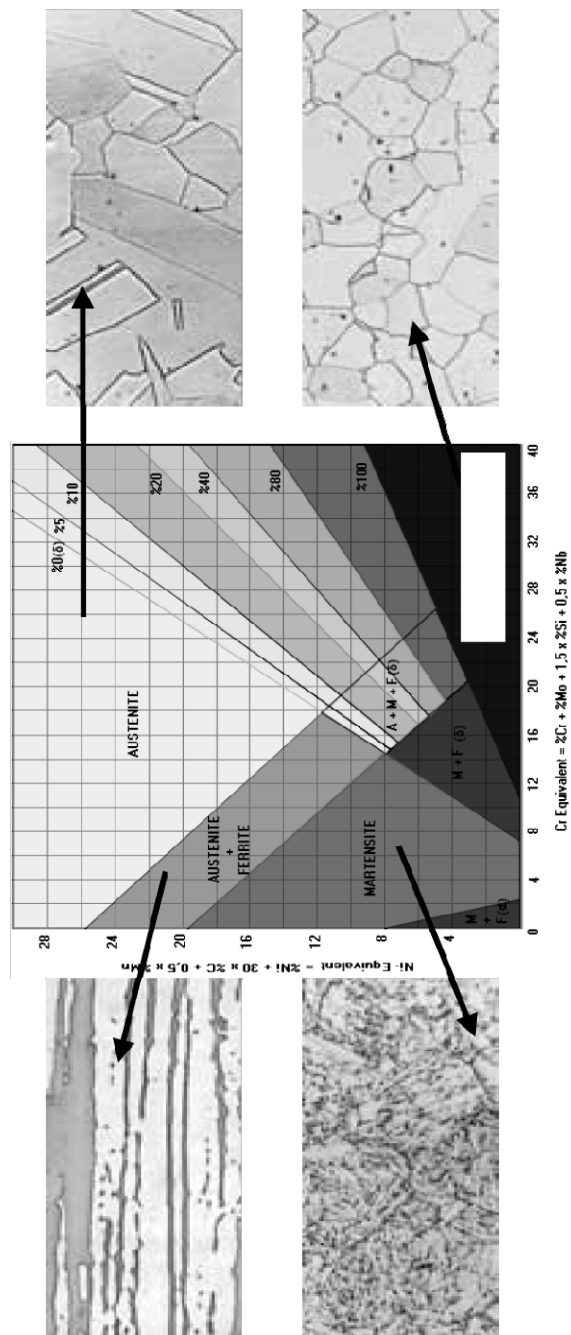 %0(δ) %5
%10
%20
%40
%80
%100
AUSTENITE
AUSTENITE
+
FERRITE
A + M + F(δ)
M + F (δ)
MARTENSITE
M
+
F(α)
28
24
20
16
12
8
4
0
4
8
12
16
20
24
28
32
36
40
Ni- Equivalent = %Ni + 30 x %C + 0,5 x %Mn
Cr Equivalent = %Cr + %Mo + 1,5 x %Si + 0,5 x %Nb